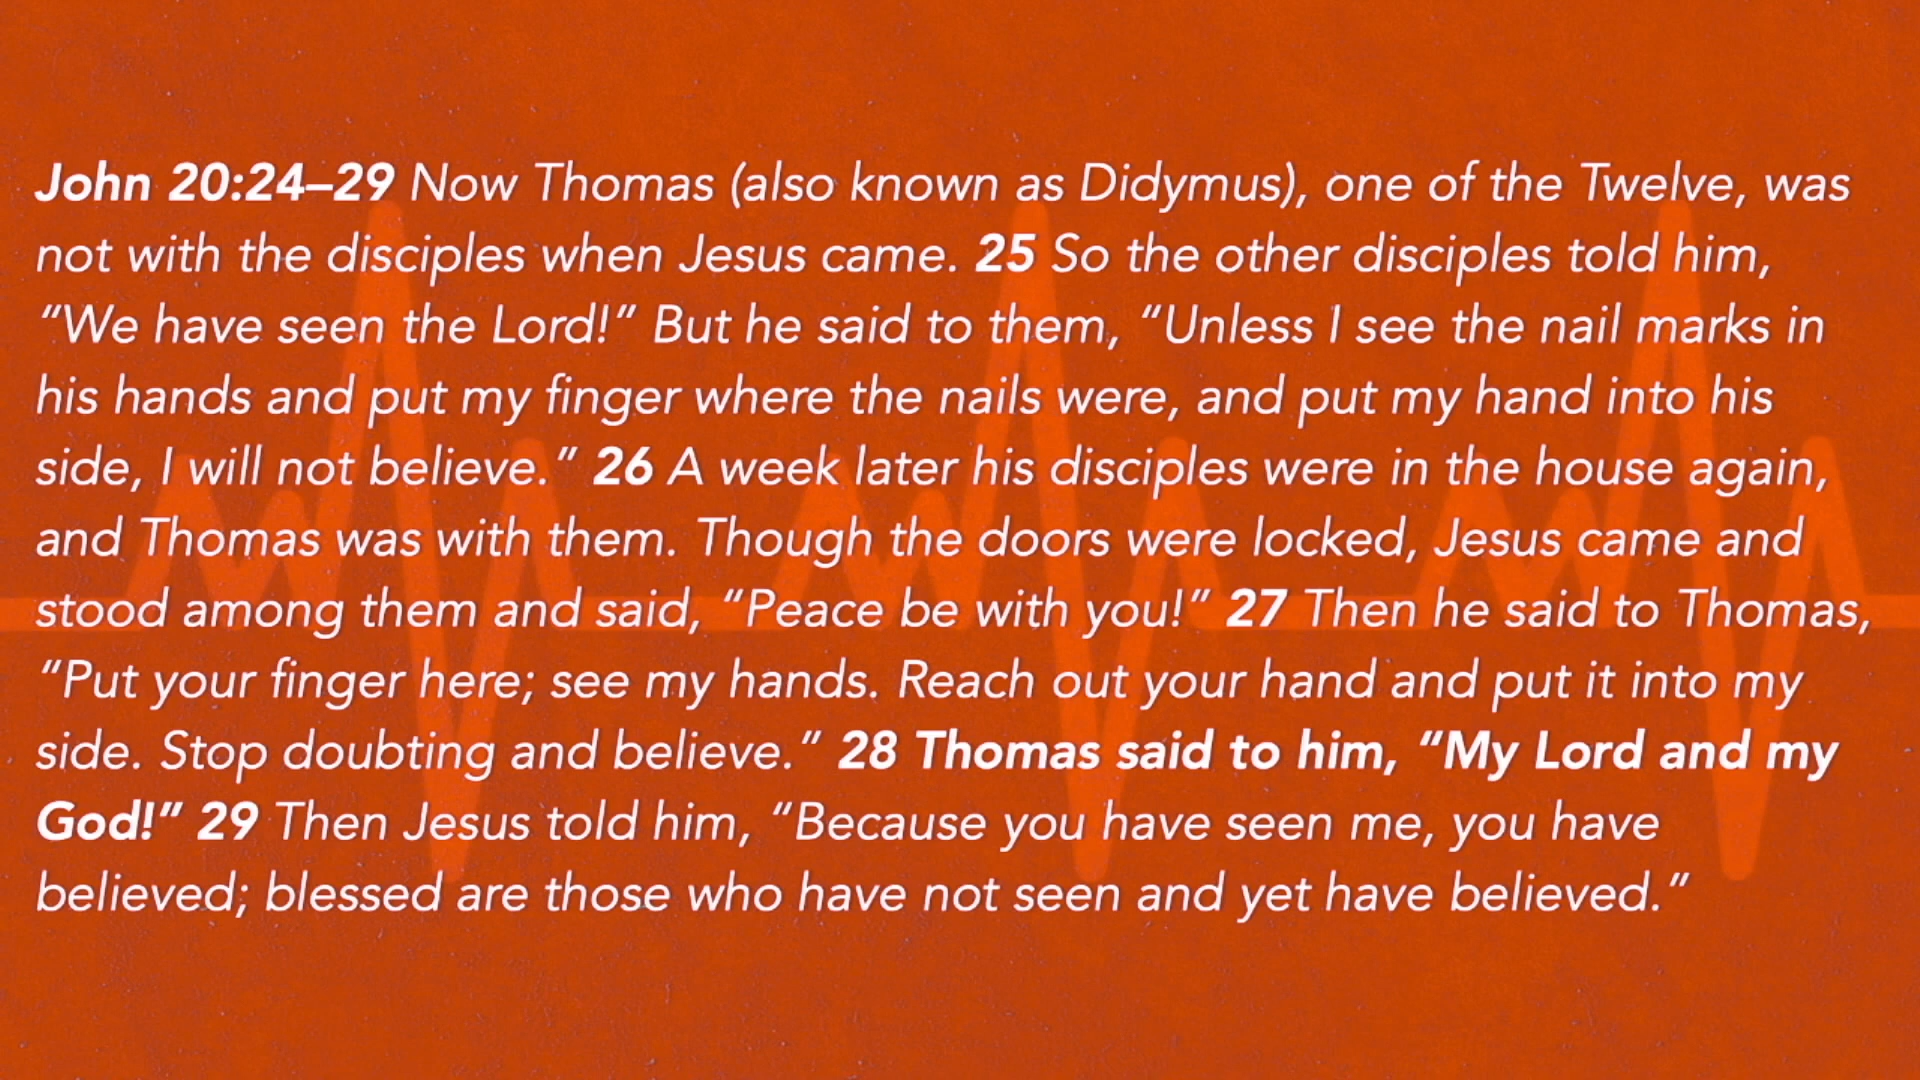 John 20:24–29 Now Thomas (also known as Didymus), one of the Twelve, was
not with the disciples when Jesus came. 25 So the other disciples told him,
“We have seen the Lord!” But he said to them, “Unless I see the nail marks in
his hands and put my finger where the nails were, and put my hand into his
side, I will not believe.” 26 A week later his disciples were in the house again,
and Thomas was with them. Though the doors were locked, Jesus came and
stood among them and said, “Peace be with you!” 27 Then he said to Thomas,
“Put your finger here; see my hands. Reach out your hand and put it into my
side. Stop doubting and believe.” 28 Thomas said to him, “My Lord and my
God!” 29 Then Jesus told him, “Because you have seen me, you have
believed; blessed are those who have not seen and yet have believed.”